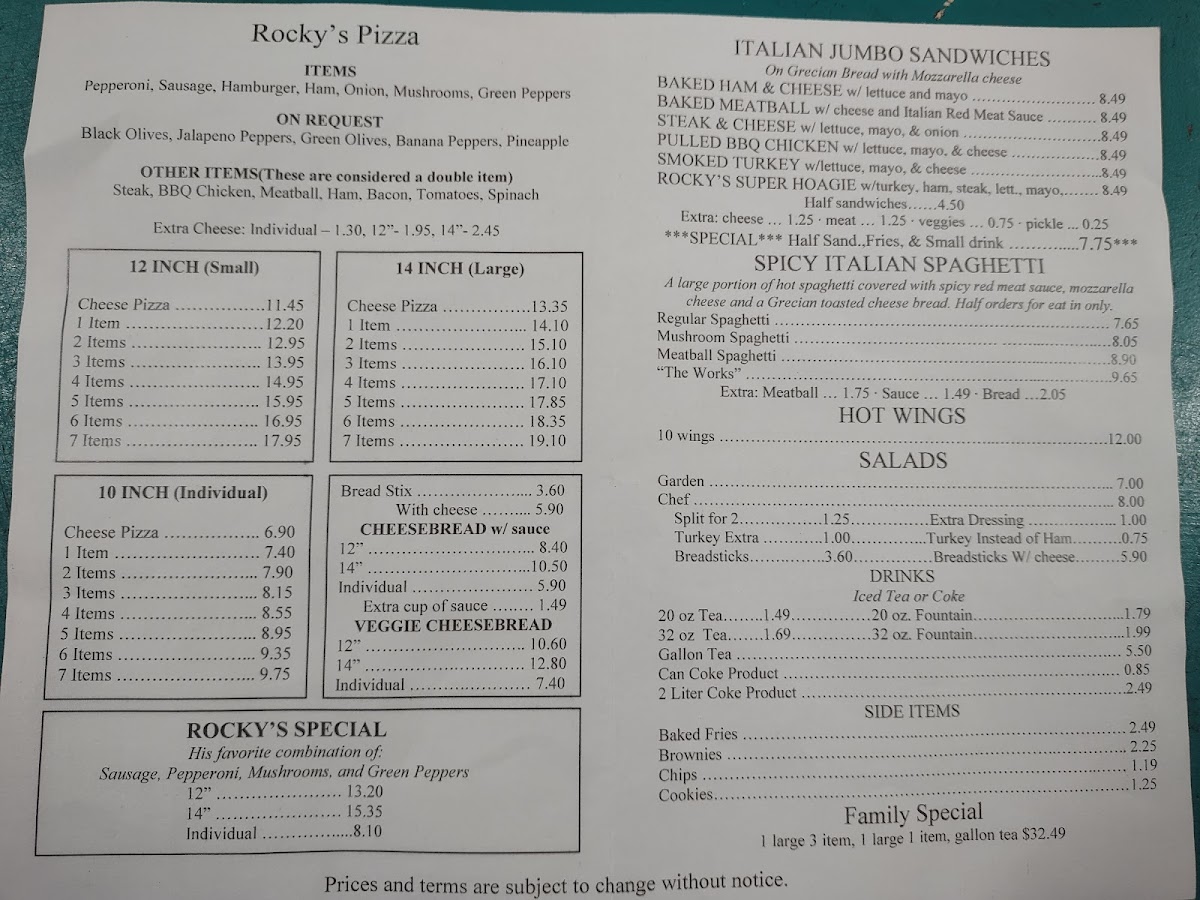 Rocky's Pizza
ITEMS
Pepperoni, Sausage, Hamburger, Ham, Onion, Mushrooms, Green Peppers
ON REQUEST
Black Olives, Jalapeno Peppers, Green Olives, Banana Peppers, Pineapple
OTHER ITEMS(These are considered a double item)
Steak, BBQ Chicken, Meatball, Ham, Bacon, Tomatoes, Spinach
Extra Cheese: Individual – 1.30, 12"- 1.95, 14"- 2.45
12 INCH (Small)
Cheese Pizza .................11.45
1 Item ..........................12.20
2 Items ........................ 12.95
3 Items ........................ 13.95
4 Items ........................ 14.95
5 Items ........................ 15.95
6 Items ........................ 16.95
7 Items ........................ 17.95
14 INCH (Large)
Cheese Pizza .................13.35
1 Item .......................... 14.10
2 Items ........................ 15.10
3 Items ........................ 16.10
4 Items ........................ 17.10
5 Items ........................ 17.85
6 Items ........................ 18.35
7 Items ........................ 19.10
10 INCH (Individual)
Cheese Pizza ................. 6.90
1 Item .......................... 7.40
2 Items ........................ 7.90
3 Items ........................ 8.15
4 Items ........................ 8.55
5 Items ........................ 8.95
6 Items ........................ 9.35
7 Items ........................ 9.75
Bread Stix ...................... 3.60
With cheese .......... 5.90
CHEESEBREAD w/ sauce
12" ............................... 8.40
14" ...............................10.50
Individual ...................... 5.90
Extra cup of sauce ........ 1.49
VEGGIE CHEESEBREAD
12" .............................. 10.60
14" .............................. 12.80
Individual ...................... 7.40
ROCKY'S SPECIAL
His favorite combination of:
Sausage, Pepperoni, Mushrooms, and Green Peppers
12" ....................... 13.20
14" ....................... 15.35
Individual .................8.10
ITALIAN JUMBO SANDWICHES
On Grecian Bread with Mozzarella cheese
BAKED HAM & CHEESE w/ lettuce and mayo ............................ 8.49
BAKED MEATBALL w/ cheese and Italian Red Meat Sauce ........... 8.49
STEAK & CHEESE w/ lettuce, mayo, & onion ..............................8.49
PULLED BBQ CHICKEN w/ lettuce, mayo, & cheese .....................8.49
SMOKED TURKEY w/lettuce, mayo, & cheese .............................8.49
ROCKY'S SUPER HOAGIE w/turkey, ham, steak, lett., mayo,....... 8.49
Half sandwiches......4.50
Extra: cheese ... 1.25 · meat ... 1.25 · veggies ... 0.75 · pickle ... 0.25
***SPECIAL*** Half Sand.,Fries, & Small drink .............7.75***
SPICY ITALIAN SPAGHETTI
A large portion of hot spaghetti covered with spicy red meat sauce, mozzarella
cheese and a Grecian toasted cheese bread. Half orders for eat in only.
Regular Spaghetti ............................................................. 7.65
Mushroom Spaghetti ..........................................................8.05
Meatball Spaghetti .............................................................8.90
"The Works" .....................................................................9.65
Extra: Meatball ... 1.75 · Sauce ... 1.49 · Bread ...2.05
HOT WINGS
10 wings .........................................................................12.00
SALADS
Garden ............................................................................ 7.00
Chef ............................................................................... 8.00
Split for 2...............1.25..............Extra Dressing ................ 1.00
Turkey Extra ...........1.00.............Turkey Instead of Ham..........0.75
Breadsticks.............3.60..............Breadsticks W/ cheese........5.90
DRINKS
Iced Tea or Coke
20 oz Tea.......1.49..............20 oz. Fountain...........................1.79
32 oz Tea.......1.69..............32 oz. Fountain...........................1.99
Gallon Tea ........................................................................ 5.50
Can Coke Product .............................................................. 0.85
2 Liter Coke Product ...........................................................2.49
SIDE ITEMS
Baked Fries ...................................................................... 2.49
Brownies .......................................................................... 2.25
Chips ............................................................................... 1.19
Cookies.............................................................................1.25
Family Special
1 large 3 item, 1 large 1 item, gallon tea $32.49
Prices and terms are subject to change without notice.